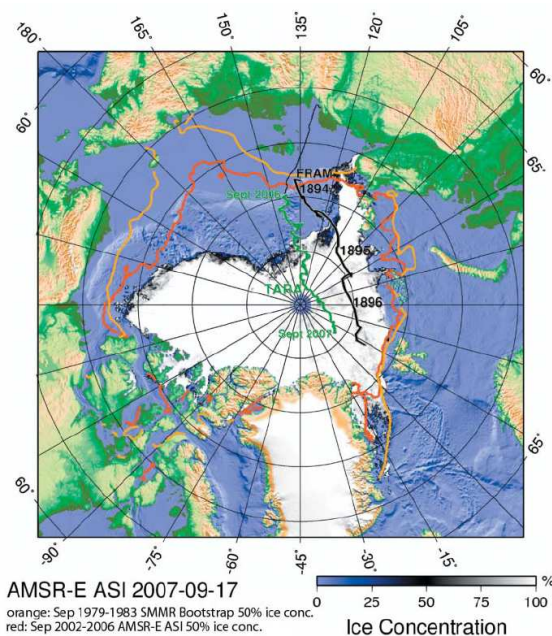 180˚
165˚
150˚
135˚
120˚
105˚
60˚
60˚
65˚
FRAM
1894
Sept 2006
1895
TARA
1896
Sept 2007
60˚
65˚
-90˚
-75˚
-60˚
-45˚
-30˚
-15˚
AMSR-E ASI 2007-09-17
%
0 25 50 75 100
orange: Sep 1979-1983 SMMR Bootstrap 50% ice conc.
red: Sep 2002-2006 AMSR-E ASI 50% ice conc.
Ice Concentration